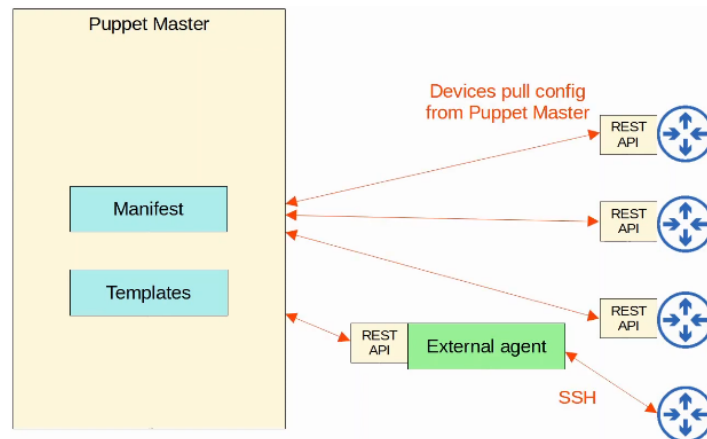 Puppet Master
Devices pull config
from Puppet Master
REST
API
Manifest
REST
API
Templates
REST
API
REST
API
External agent
SSH